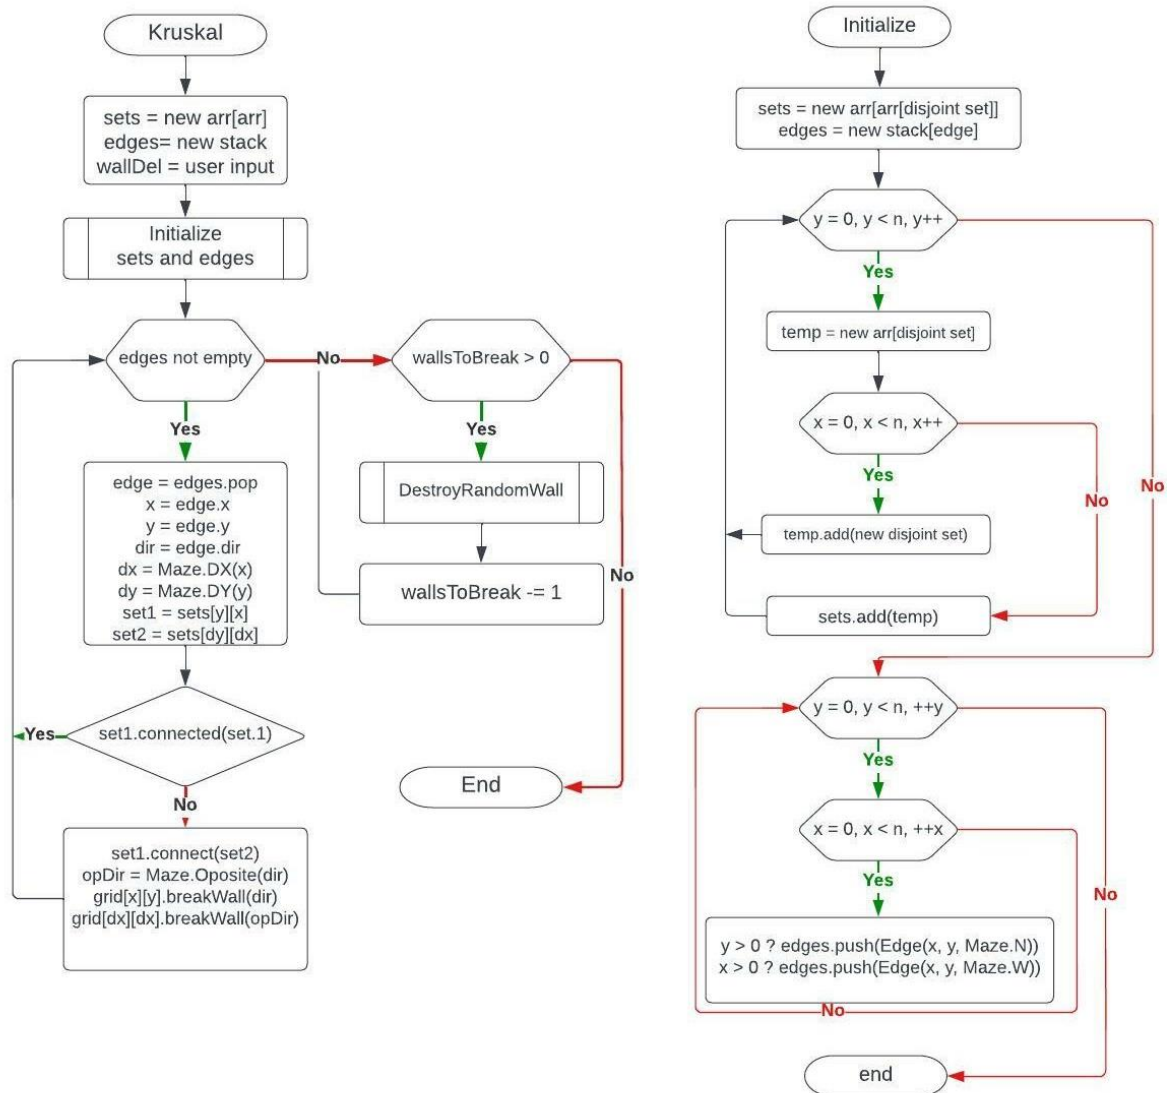 Kruskal
sets = new arr[arr]
edges= new stack
wallDel = user input
Initialize
sets and edges
edges not empty
No
wallsToBreak > 0
Yes
Yes
edge = edges.pop
x = edge.x
y = edge.y
dir = edge.dir
dx = Maze.DX(x)
dy = Maze.DY(y)
set1 = sets[y][x]
set2 = sets[dy][dx]
DestroyRandomWall
wallsToBreak -= 1
No
set1.connected(set.1)
Yes
No
End
set1.connect(set2)
opDir = Maze.Oposite(dir)
grid[x][y].breakWall(dir)
grid[dx][dx].breakWall(opDir)
Initialize
sets = new arr[arr[disjoint set]]
edges = new stack[edge]
y = 0, y < n, y++
Yes
temp = new arr[disjoint set]
x = 0, x < n, x++
Yes
No
No
temp.add(new disjoint set)
sets.add(temp)
y = 0, y < n, ++y
Yes
x = 0, x < n, ++x
Yes
No
y > 0 ? edges.push(Edge(x, y, Maze.N))
x > 0 ? edges.push(Edge(x, y, Maze.W))
No
end